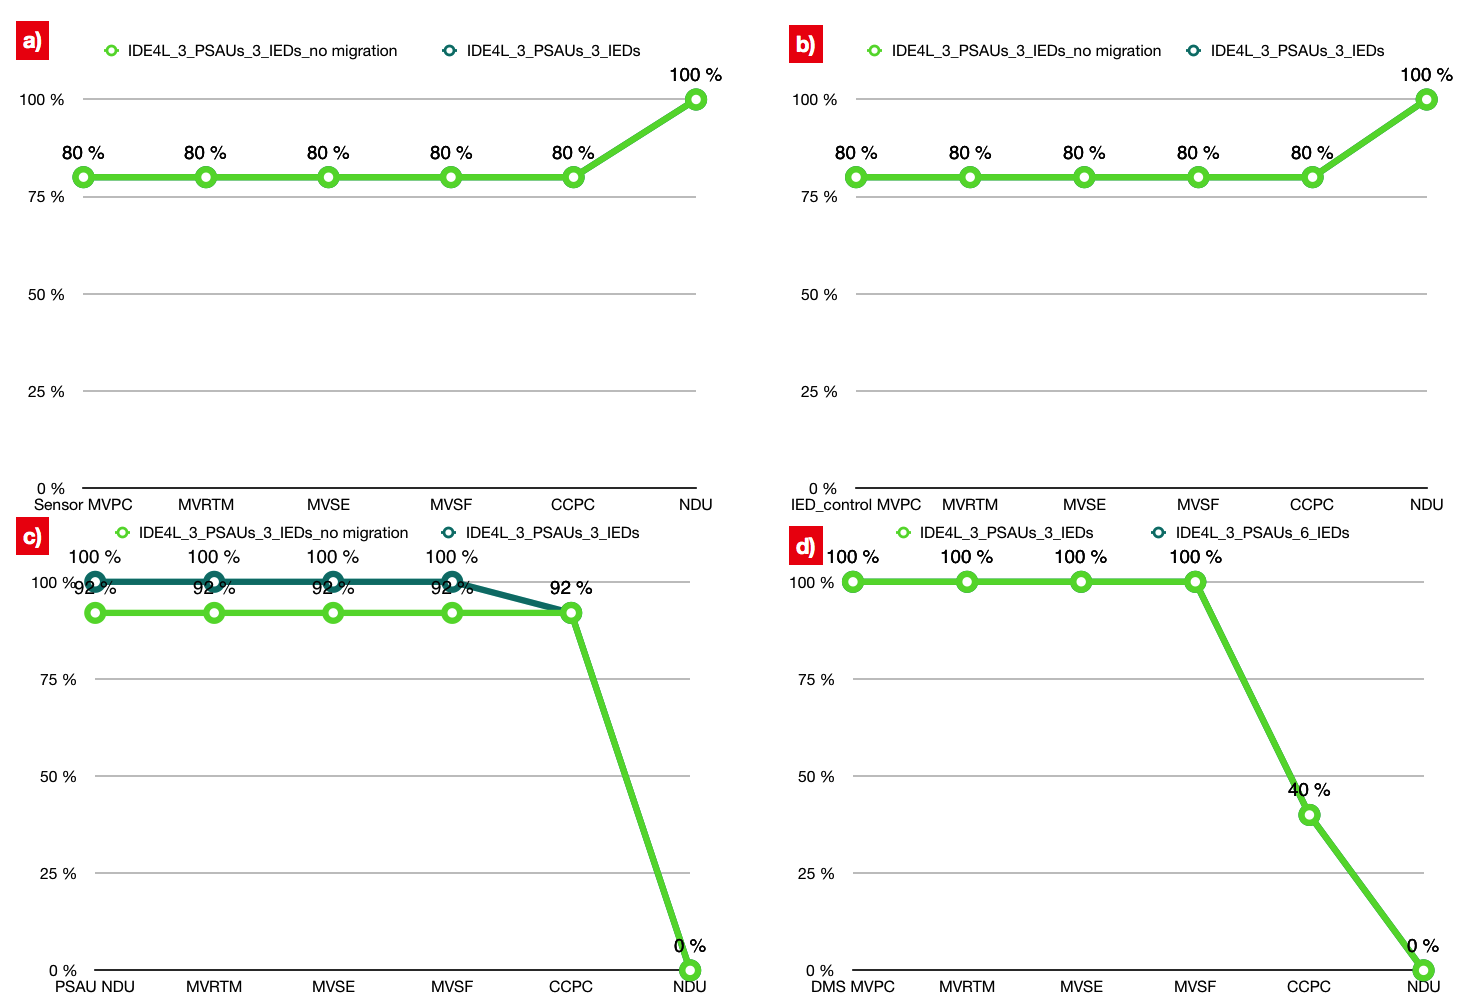 a)
IDE4L_3_PSAUs_3_IEDs_no migration IDE4L_3_PSAUs_3_IEDs
100 %
100 %
80 % 80 % 80 % 80 % 80 %
75 %
50 %
25 %
0 %
Sensor MVPC MVRTM MVSE MVSF CCPC NDU
b)
IDE4L_3_PSAUs_3_IEDs_no migration IDE4L_3_PSAUs_3_IEDs
100 %
100 %
80 % 80 % 80 % 80 % 80 %
75 %
50 %
25 %
0 %
IED_control MVPC MVRTM MVSE MVSF CCPC NDU
c)
IDE4L_3_PSAUs_3_IEDs_no migration IDE4L_3_PSAUs_3_IEDs
100 % 100 % 100 % 100 %
100 %
92 % 92 % 92 % 92 % 92 %
75 %
50 %
25 %
0 %
0 %
PSAU NDU MVRTM MVSE MVSF CCPC NDU
d)
IDE4L_3_PSAUs_3_IEDs IDE4L_3_PSAUs_6_IEDs
100 % 100 % 100 % 100 %
100 %
75 %
50 %
40 %
25 %
0 %
0 %
DMS MVPC MVRTM MVSE MVSF CCPC NDU